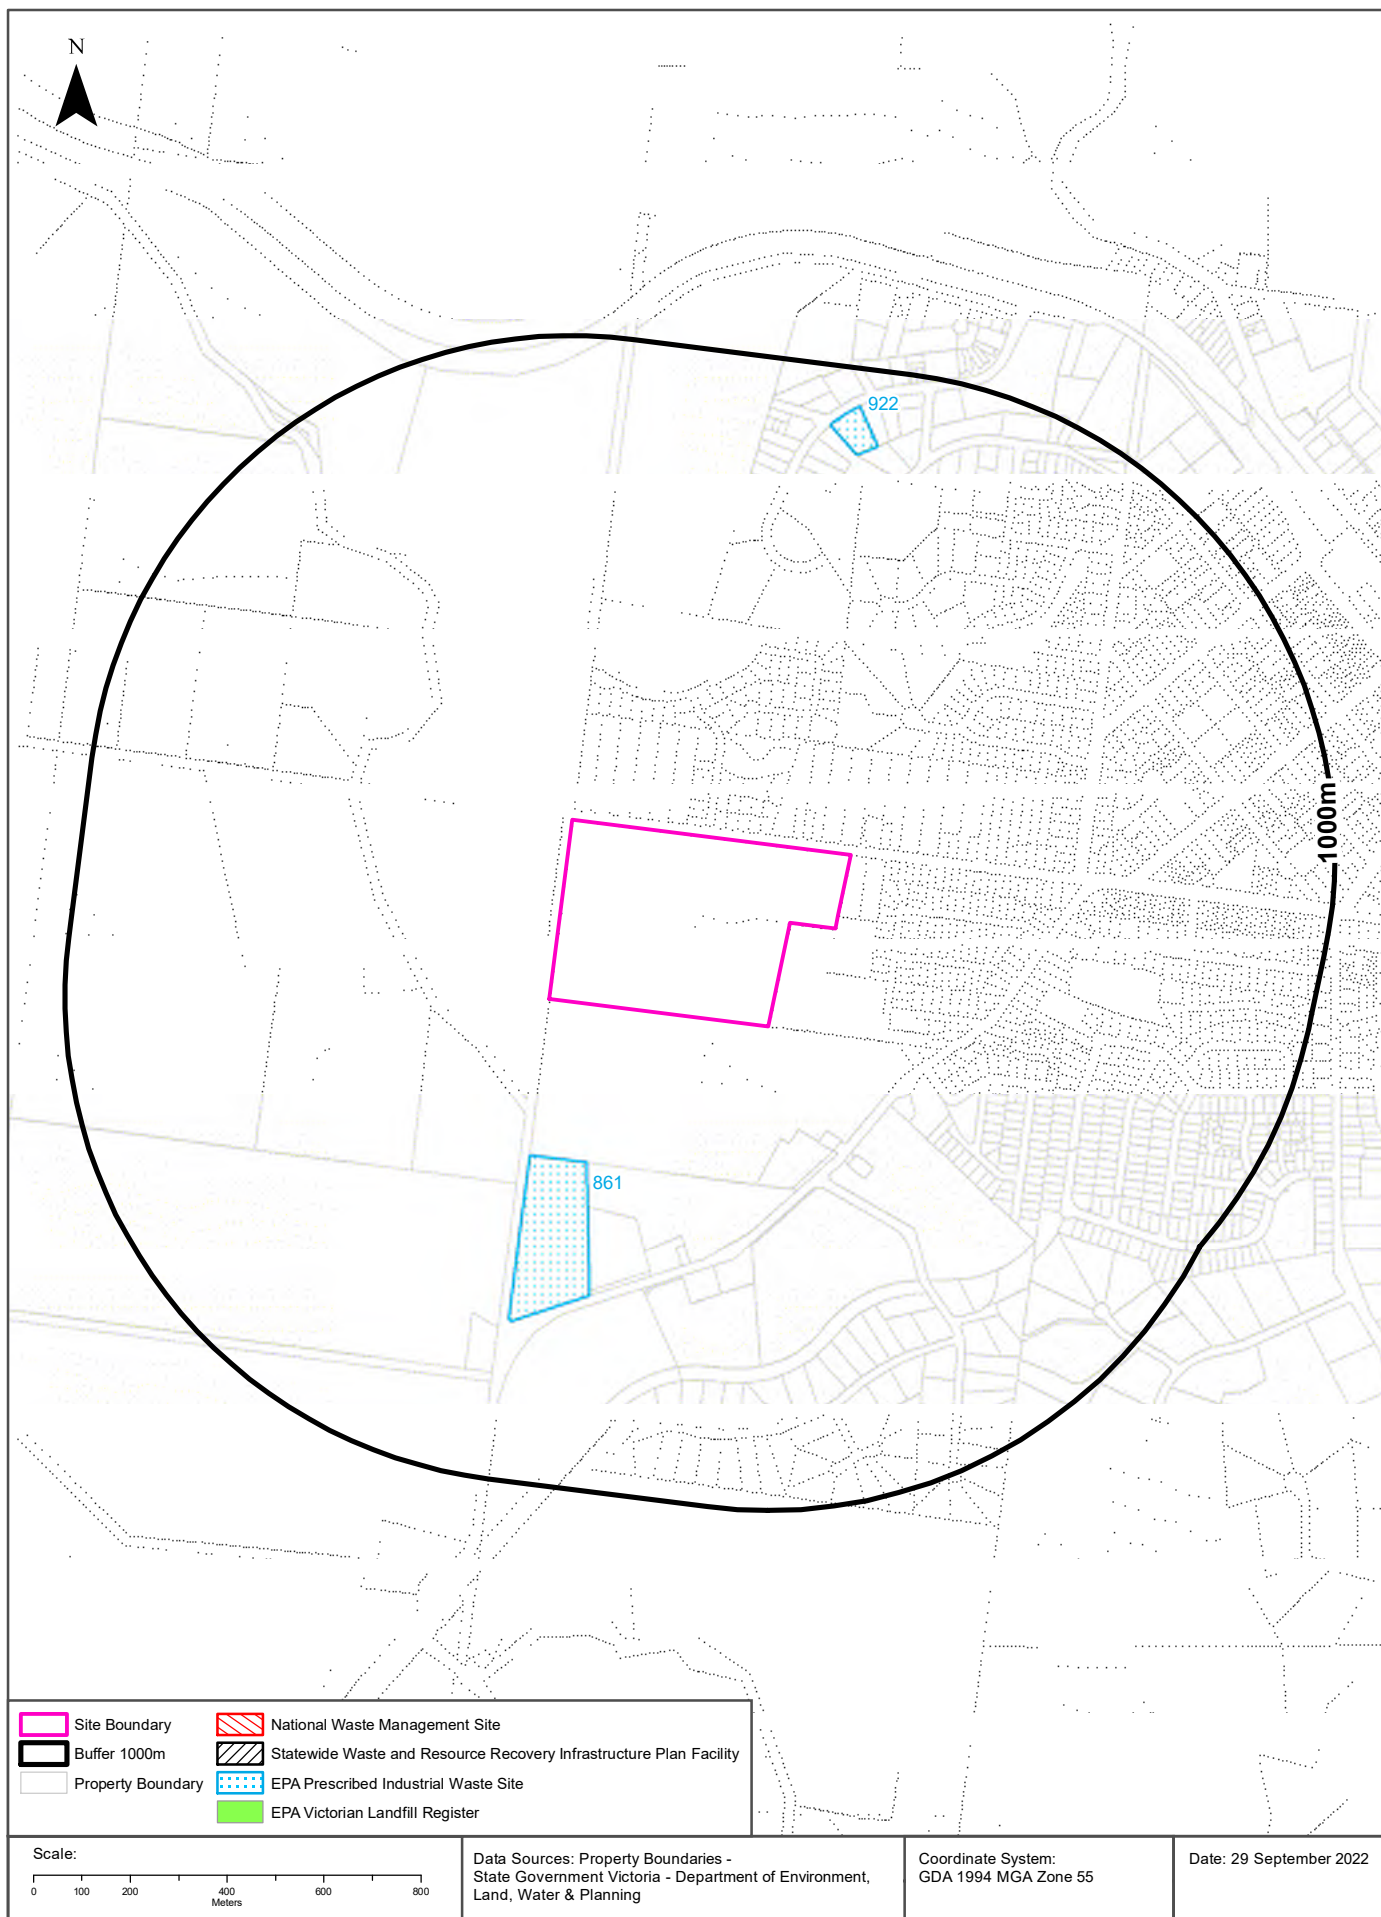 N
922
1000m
861
Site Boundary
Buffer 1000m
Property Boundary
National Waste Management Site
Statewide Waste and Resource Recovery Infrastructure Plan Facility
EPA Prescribed Industrial Waste Site
EPA Victorian Landfill Register
Scale:
0 100 200 400 600 800
Meters
Data Sources: Property Boundaries -
State Government Victoria - Department of Environment,
Land, Water & Planning
Coordinate System:
GDA 1994 MGA Zone 55
Date: 29 September 2022